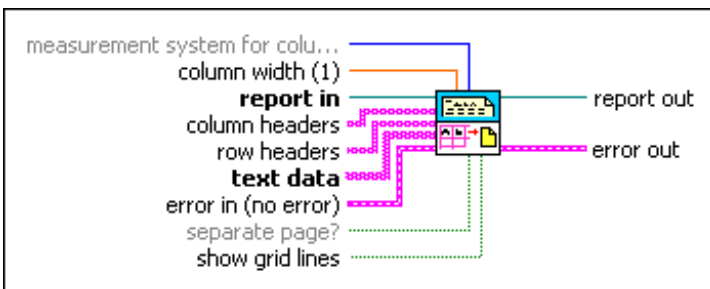 measurement system for colu...
column width (1)
report in
report out
column headers
row headers
error out
text data
error in (no error)
separate page?
show grid lines